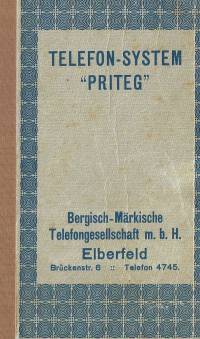 TELEFON-SYSTEM
"PRITEG"
Bergisch-Märkische
Telefongesellschaft m. b. H.
Elberfeld
Brückenstr. 6 :: Telefon 4745.